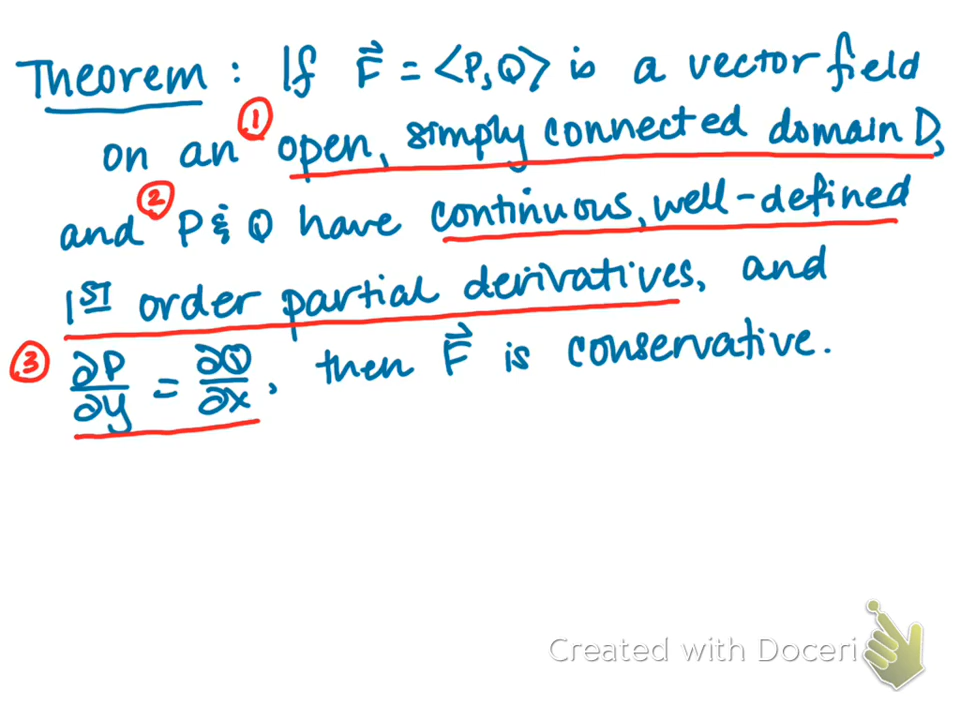 Theorem: If F⃗ = <P,Q> is a vector field
on an ① open, simply connected domain D,
and ② P & Q have continuous, well-defined
1ST order partial derivatives, and
③ ∂P/∂y = ∂Q/∂x, then F⃗ is conservative.
Created with Doceri